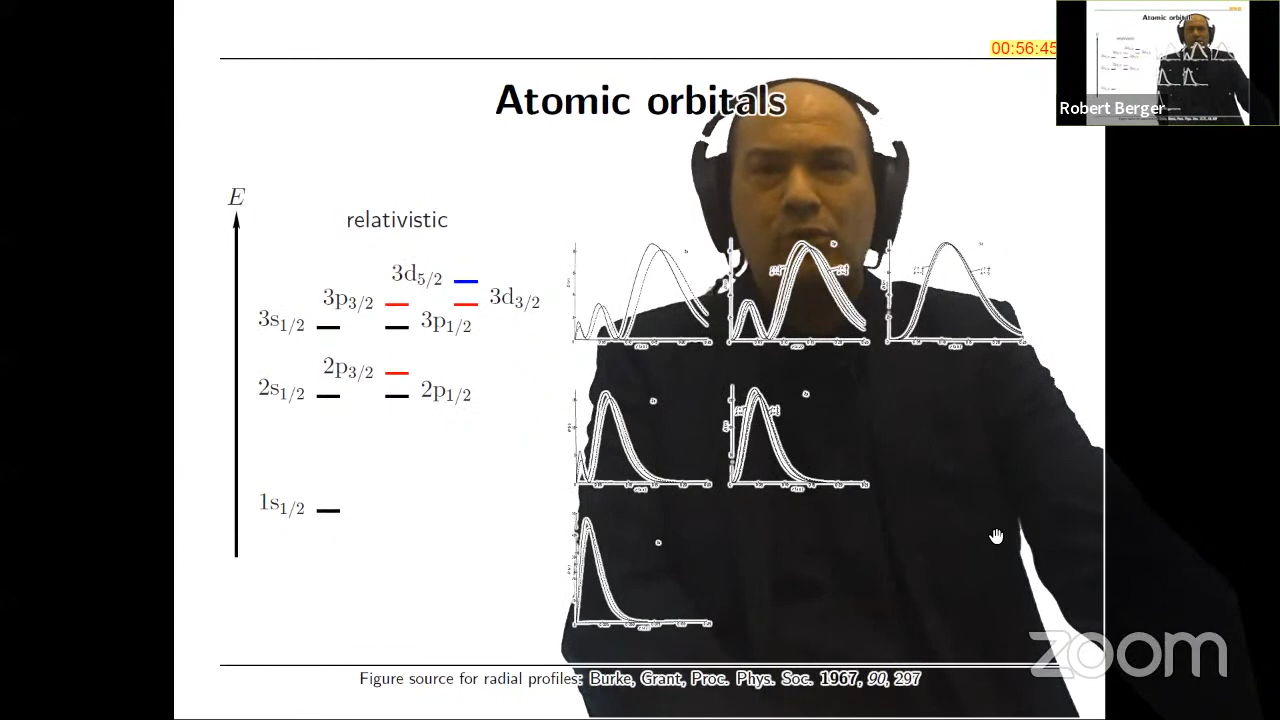 00:56:45
Atomic orbitals
Atomic orbitals
Robert Berger
E
relativistic
3d5/2
3p3/2
3d3/2
3s1/2
3p1/2
2p3/2
2s1/2
2p1/2
1s1/2
zoom
Figure source for radial profiles: Burke, Grant, Proc. Phys. Soc. 1967, 90, 297